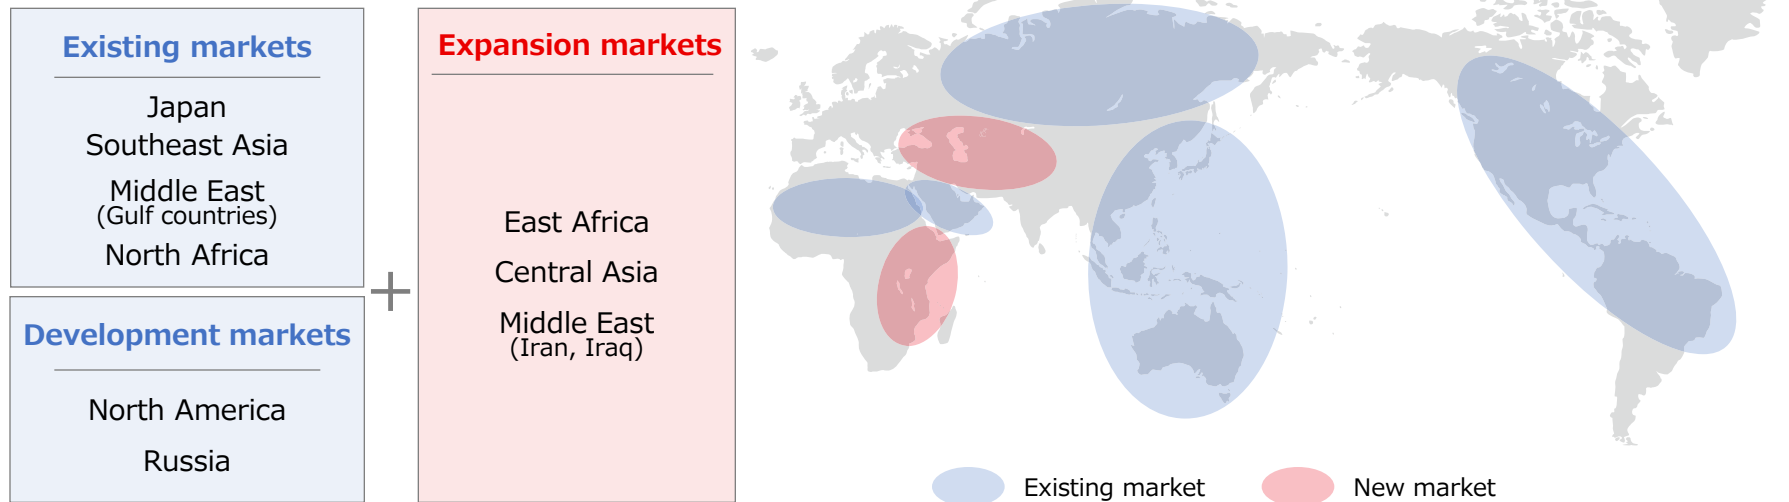 Existing markets
Japan
Southeast Asia
Middle East
(Gulf countries)
North Africa
Development markets
North America
Russia
+
Expansion markets
East Africa
Central Asia
Middle East
(Iran, Iraq)
Existing market
New market